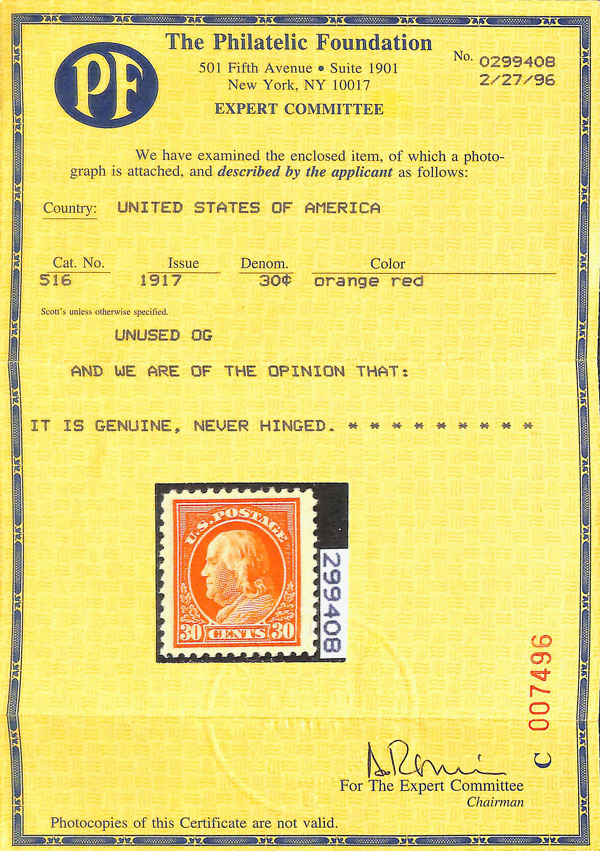 PF
The Philatelic Foundation
501 Fifth Avenue • Suite 1901
New York, NY 10017
EXPERT COMMITTEE
No. 0299408
2/27/96
We have examined the enclosed item, of which a photo-
graph is attached, and described by the applicant as follows:
Country: UNITED STATES OF AMERICA
Cat. No. Issue Denom. Color
516 1917 30¢ orange red
Scott's unless otherwise specified.
UNUSED OG
AND WE ARE OF THE OPINION THAT:
IT IS GENUINE, NEVER HINGED. * * * * * * * * *
U.S. POSTAGE
30 CENTS 30
299408
C 007496
For The Expert Committee
Chairman
Photocopies of this Certificate are not valid.